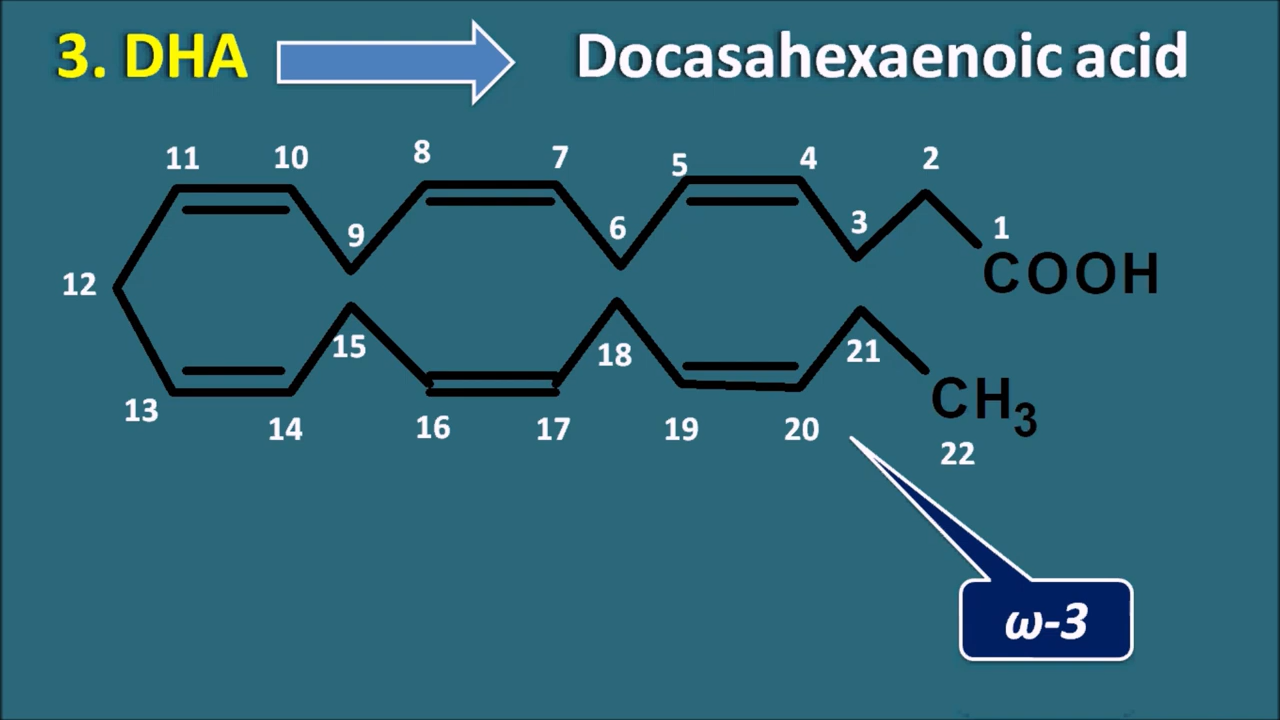 3. DHA Docasahexaenoic acid
11 10 8 7 5 4 2
9 6 3 1
12 COOH
15 18 21
13 14 16 17 19 20 CH3
22
ω-3